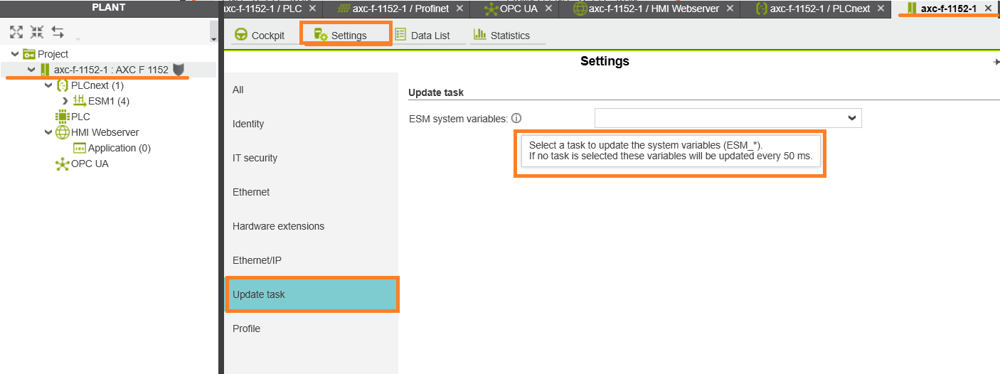 PLANT
axc-f-1152-1 / PLC
axc-f-1152-1 / Profinet
OPC UA
axc-f-1152-1 / HMI Webserver
axc-f-1152-1 / PLCnext
axc-f-1152-1
Cockpit
Settings
Data List
Statistics
Project
axc-f-1152-1 : AXC F 1152
PLCnext (1)
ESM1 (4)
PLC
HMI Webserver
Application (0)
OPC UA
Settings
All
Identity
IT security
Ethernet
Hardware extensions
Ethernet/IP
Update task
Profile
Update task
ESM system variables:
Select a task to update the system variables (ESM_*).
If no task is selected these variables will be updated every 50 ms.